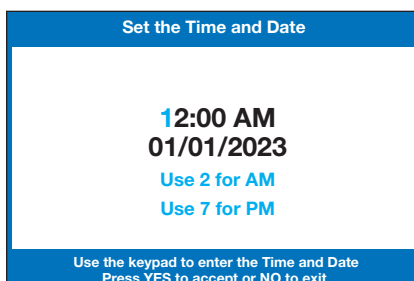 Set the Time and Date
12:00 AM
01/01/2023
Use 2 for AM
Use 7 for PM
Use the keypad to enter the Time and Date
Press YES to accept or NO to exit